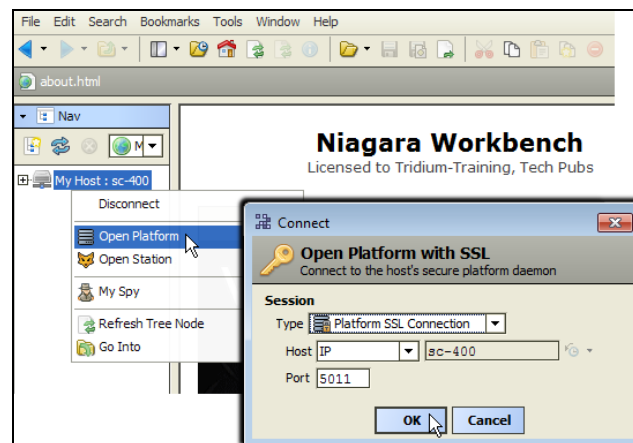 File Edit Search Bookmarks Tools Window Help
about.html
Nav
M
My Host : sc-400
Niagara Workbench
Licensed to Tridium-Training, Tech Pubs
Disconnect
Open Platform
Open Station
My Spy
Refresh Tree Node
Go Into
Connect
Open Platform with SSL
Connect to the host's secure platform daemon
Session
Type Platform SSL Connection
Host IP sc-400
Port 5011
OK Cancel